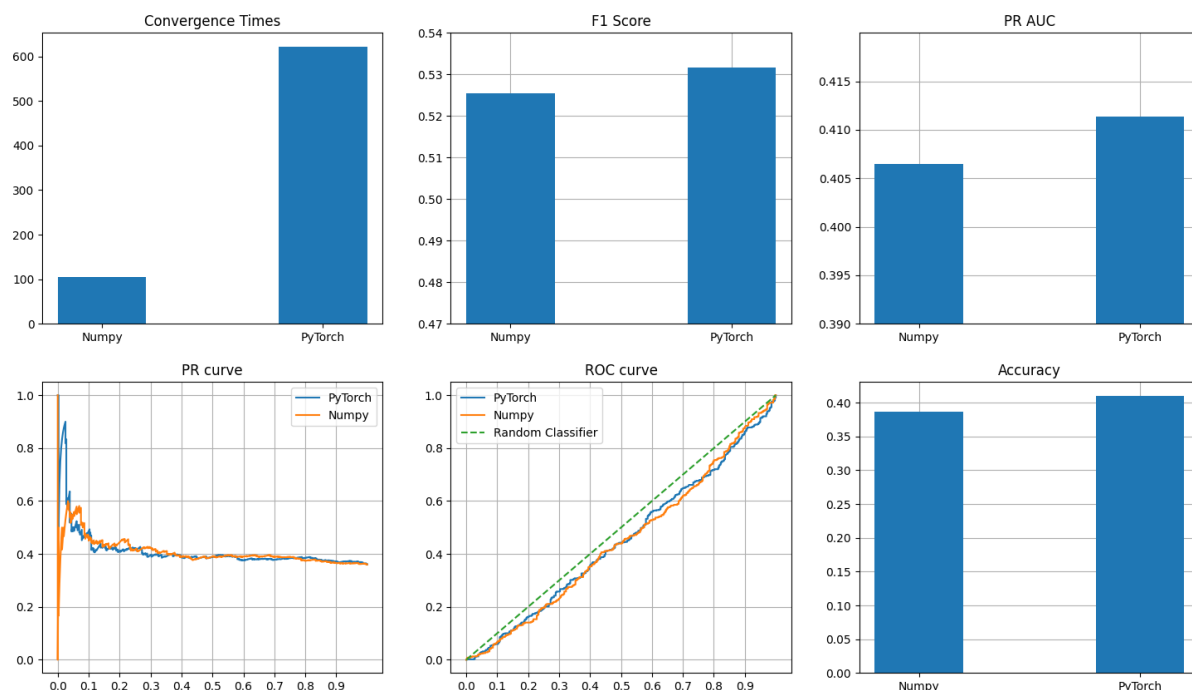 Convergence Times
600
500
400
300
200
100
0
Numpy
PyTorch
F1 Score
0.54
0.53
0.52
0.51
0.50
0.49
0.48
0.47
Numpy
PyTorch
PR AUC
0.415
0.410
0.405
0.400
0.395
0.390
Numpy
PyTorch
PR curve
1.0
0.8
0.6
0.4
0.2
0.0
PyTorch
Numpy
0.0 0.1 0.2 0.3 0.4 0.5 0.6 0.7 0.8 0.9
ROC curve
1.0
0.8
0.6
0.4
0.2
0.0
PyTorch
Numpy
Random Classifier
0.0 0.1 0.2 0.3 0.4 0.5 0.6 0.7 0.8 0.9
Accuracy
0.40
0.35
0.30
0.25
0.20
0.15
0.10
0.05
0.00
Numpy
PyTorch